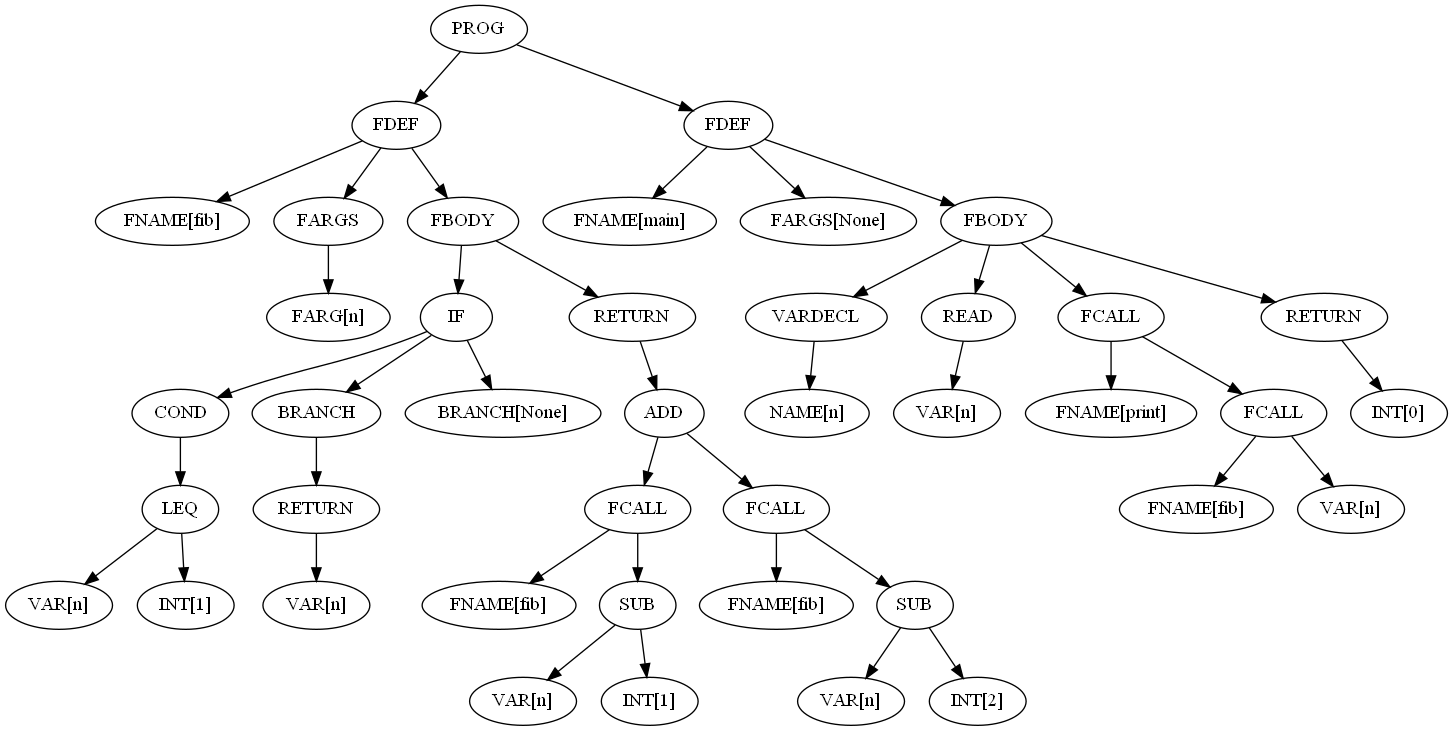 PROG
FDEF
FDEF
FNAME[fib]
FARGS
FBODY
FNAME[main]
FARGS[None]
FBODY
FARG[n]
IF
RETURN
VARDECL
READ
FCALL
RETURN
COND
BRANCH
BRANCH[None]
ADD
NAME[n]
VAR[n]
FNAME[print]
FCALL
INT[0]
LEQ
RETURN
FCALL
FCALL
FNAME[fib]
VAR[n]
VAR[n]
INT[1]
VAR[n]
FNAME[fib]
SUB
FNAME[fib]
SUB
VAR[n]
INT[1]
VAR[n]
INT[2]